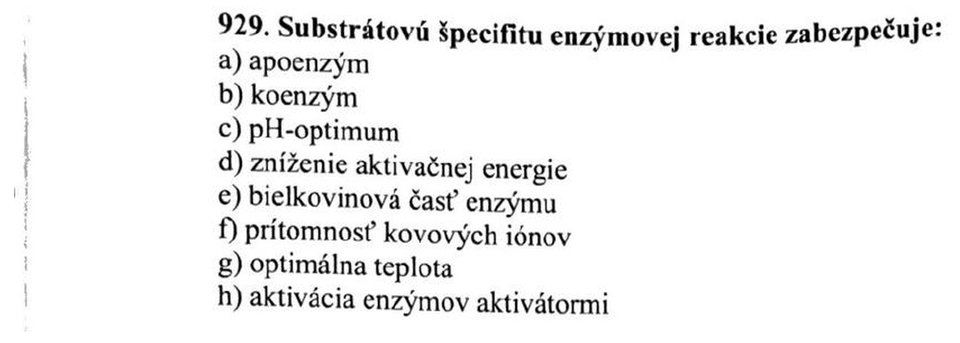 929. Substrátovú špecifitu enzýmovej reakcie zabezpečuje:
a) apoenzým
b) koenzým
c) pH-optimum
d) zníženie aktivačnej energie
e) bielkovinová časť enzýmu
f) prítomnosť kovových iónov
g) optimálna teplota
h) aktivácia enzýmov aktivátormi